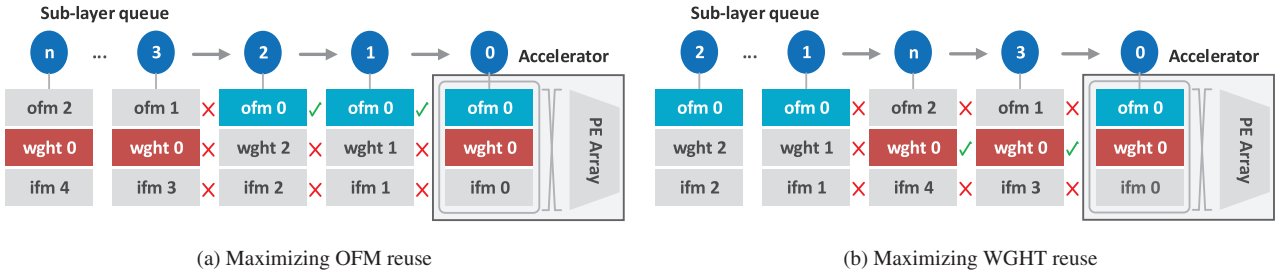 Sub-layer queue
n ... 3 2 1 0 Accelerator
ofm 2 ofm 1 ofm 0 ofm 0 ofm 0
wght 0 wght 0 wght 2 wght 1 wght 0
ifm 4 ifm 3 ifm 2 ifm 1 ifm 0
PE Array
(a) Maximizing OFM reuse
Sub-layer queue
2 ... 1 n 3 0 Accelerator
ofm 0 ofm 0 ofm 2 ofm 1 ofm 0
wght 2 wght 1 wght 0 wght 0 wght 0
ifm 2 ifm 1 ifm 4 ifm 3 ifm 0
PE Array
(b) Maximizing WGHT reuse